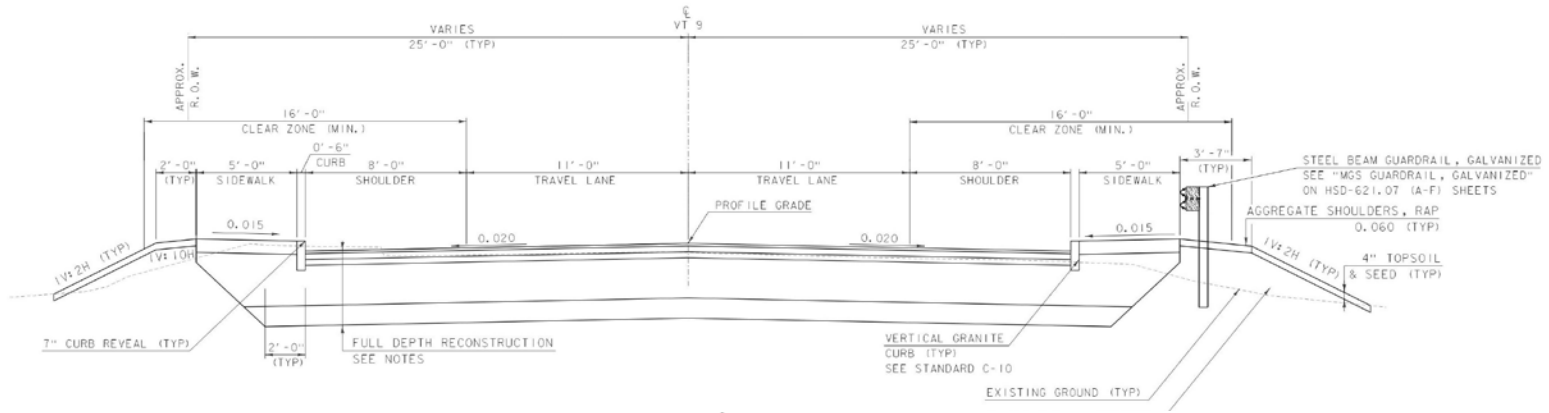 ℄
VT 9
VARIES
25'-0" (TYP)
VARIES
25'-0" (TYP)
APPROX.
R.O.W.
APPROX.
R.O.W.
16'-0"
CLEAR ZONE (MIN.)
16'-0"
CLEAR ZONE (MIN.)
2'-0"
(TYP)
5'-0"
SIDEWALK
0'-6"
CURB
8'-0"
SHOULDER
11'-0"
TRAVEL LANE
11'-0"
TRAVEL LANE
8'-0"
SHOULDER
5'-0"
SIDEWALK
3'-7"
(TYP)
STEEL BEAM GUARDRAIL, GALVANIZED
SEE "MGS GUARDRAIL, GALVANIZED"
ON HSD-621.07 (A-F) SHEETS
PROFILE GRADE
AGGREGATE SHOULDERS, RAP
0.060 (TYP)
0.015
0.020
0.020
0.015
1V:2H (TYP)
1V:10H
1V:2H (TYP)
4" TOPSOIL
& SEED (TYP)
7" CURB REVEAL (TYP)
2'-0"
(TYP)
FULL DEPTH RECONSTRUCTION
SEE NOTES
VERTICAL GRANITE
CURB (TYP)
SEE STANDARD C-10
EXISTING GROUND (TYP)